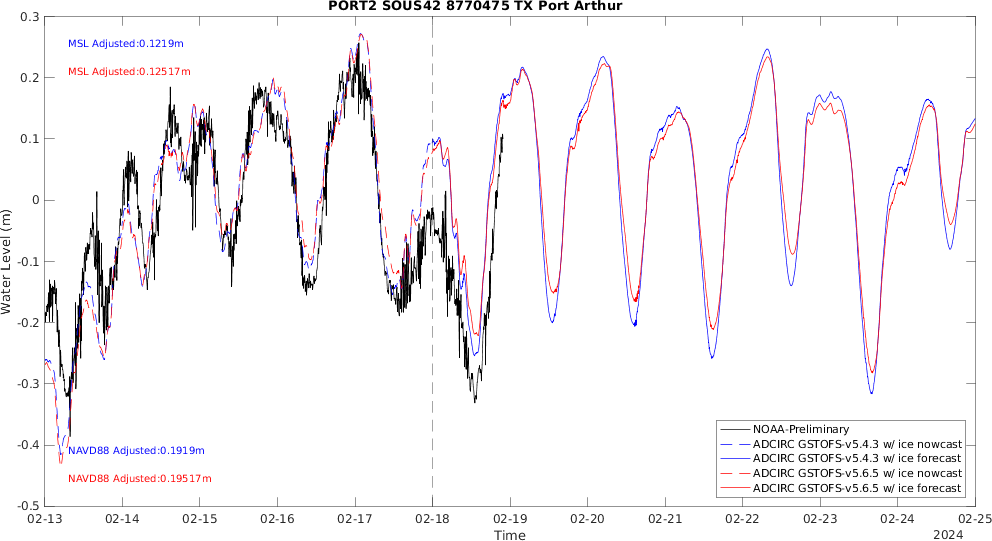 PORT2 SOUS42 8770475 TX Port Arthur
0.3
MSL Adjusted:0.1219m
MSL Adjusted:0.12517m
0.2
0.1
0
-0.1
-0.2
-0.3
-0.4
-0.5
Water Level (m)
NAVD88 Adjusted:0.1919m
NAVD88 Adjusted:0.19517m
NOAA-Preliminary
ADCIRC GSTOFS-v5.4.3 w/ ice nowcast
ADCIRC GSTOFS-v5.4.3 w/ ice forecast
ADCIRC GSTOFS-v5.6.5 w/ ice nowcast
ADCIRC GSTOFS-v5.6.5 w/ ice forecast
02-13 02-14 02-15 02-16 02-17 02-18 02-19 02-20 02-21 02-22 02-23 02-24 02-25
Time
2024